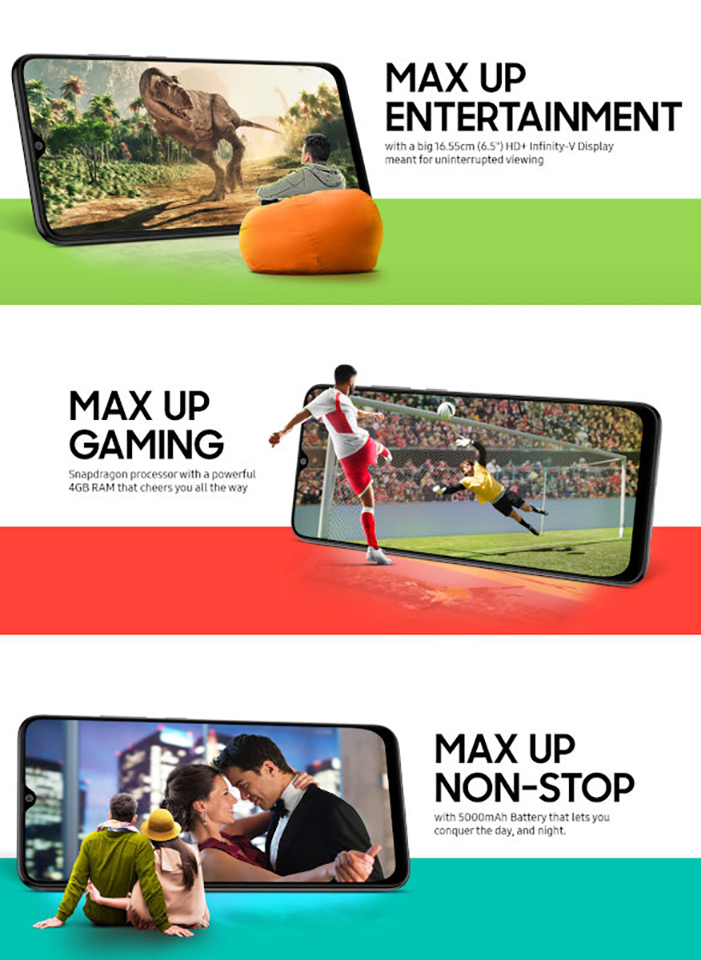 MAX UP
ENTERTAINMENT
with a big 16.55cm (6.5") HD+ Infinity-V Display
meant for uninterrupted viewing
MAX UP
GAMING
Snapdragon processor with a powerful
4GB RAM that cheers you all the way
MAX UP
NON-STOP
with 5000mAh Battery that lets you
conquer the day, and night.